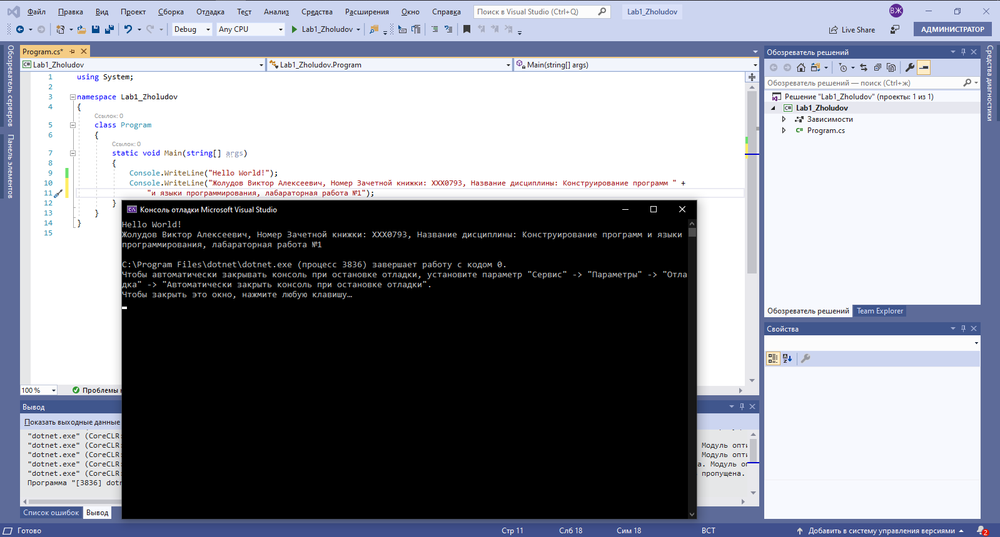 Файл Правка Вид Проект Сборка Отладка Тест Анализ Средства Расширения Окно Справка Поиск в Visual Studio (Ctrl+Q) Lab1_Zholudov ВЖ
Debug Any CPU Lab1_Zholudov Live Share АДМИНИСТРАТОР
Обозреватель серверов
Панель элементов
Program.cs*
Lab1_Zholudov Lab1_Zholudov.Program Main(string[] args)
1 using System;
2
3 namespace Lab1_Zholudov
4 {
Ссылок: 0
5 class Program
6 {
Ссылок: 0
7 static void Main(string[] args)
8 {
9 Console.WriteLine("Hello World!");
10 Console.WriteLine("Жолудов Виктор Алексеевич, Номер Зачетной книжки: XXX0793, Название дисциплины: Конструирование программ " +
11 "и языки программирования, лабараторная работа №1");
12 }
13 }
14 }
15
100 % Проблемы
Консоль отладки Microsoft Visual Studio
Hello World!
Жолудов Виктор Алексеевич, Номер Зачетной книжки: XXX0793, Название дисциплины: Конструирование программ и языки
программирования, лабараторная работа №1
C:\Program Files\dotnet\dotnet.exe (процесс 3836) завершает работу с кодом 0.
Чтобы автоматически закрывать консоль при остановке отладки, установите параметр "Сервис" -> "Параметры" -> "Отла
дка" -> "Автоматически закрыть консоль при остановке отладки".
Чтобы закрыть это окно, нажмите любую клавишу…
Вывод
Показать выходные данные
"dotnet.exe" (CoreCLR:
"dotnet.exe" (CoreCLR: Модуль опти
"dotnet.exe" (CoreCLR: Модуль опти
"dotnet.exe" (CoreCLR: а. Модуль оп
"dotnet.exe" (CoreCLR: пропущена.
Программа "[3836] dotn
Список ошибок Вывод
Обозреватель решений
Обозреватель решений — поиск (Ctrl+ж)
Решение "Lab1_Zholudov" (проекты: 1 из 1)
Lab1_Zholudov
Зависимости
Program.cs
Обозреватель решений Team Explorer
Свойства
Средства диагностики
Готово Стр 11 Слб 18 Сим 18 ВСТ Добавить в систему управления версиями 2